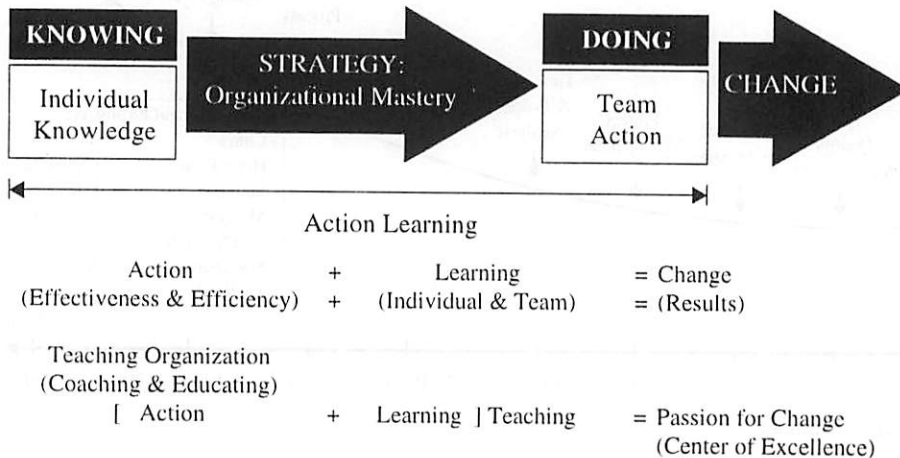 KNOWING
STRATEGY:
Organizational Mastery
DOING
CHANGE
Individual
Knowledge
Team
Action
Action Learning
Action + Learning = Change
(Effectiveness & Efficiency) + (Individual & Team) = (Results)
Teaching Organization
(Coaching & Educating)
[ Action + Learning ] Teaching = Passion for Change
(Center of Excellence)